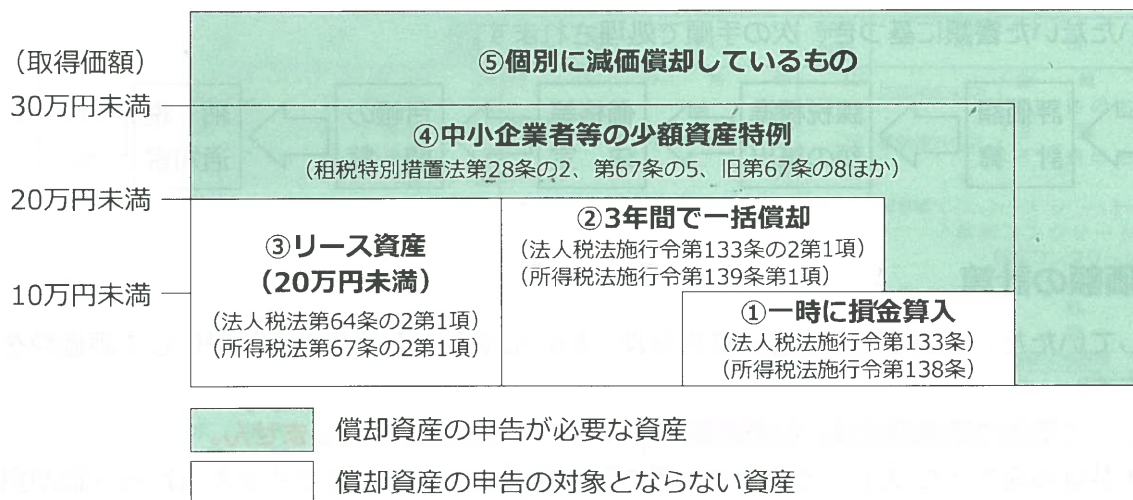 (取得価額)
30万円未満
20万円未満
10万円未満
⑤個別に減価償却しているもの
④中小企業者等の少額資産特例
(租税特別措置法第28条の2、第67条の5、旧第67条の8ほか)
③リース資産
(20万円未満)
(法人税法第64条の2第1項)
(所得税法第67条の2第1項)
②3年間で一括償却
(法人税法施行令第133条の2第1項)
(所得税法施行令第139条第1項)
①一時に損金算入
(法人税法施行令第133条)
(所得税法施行令第138条)
償却資産の申告が必要な資産
償却資産の申告の対象とならない資産